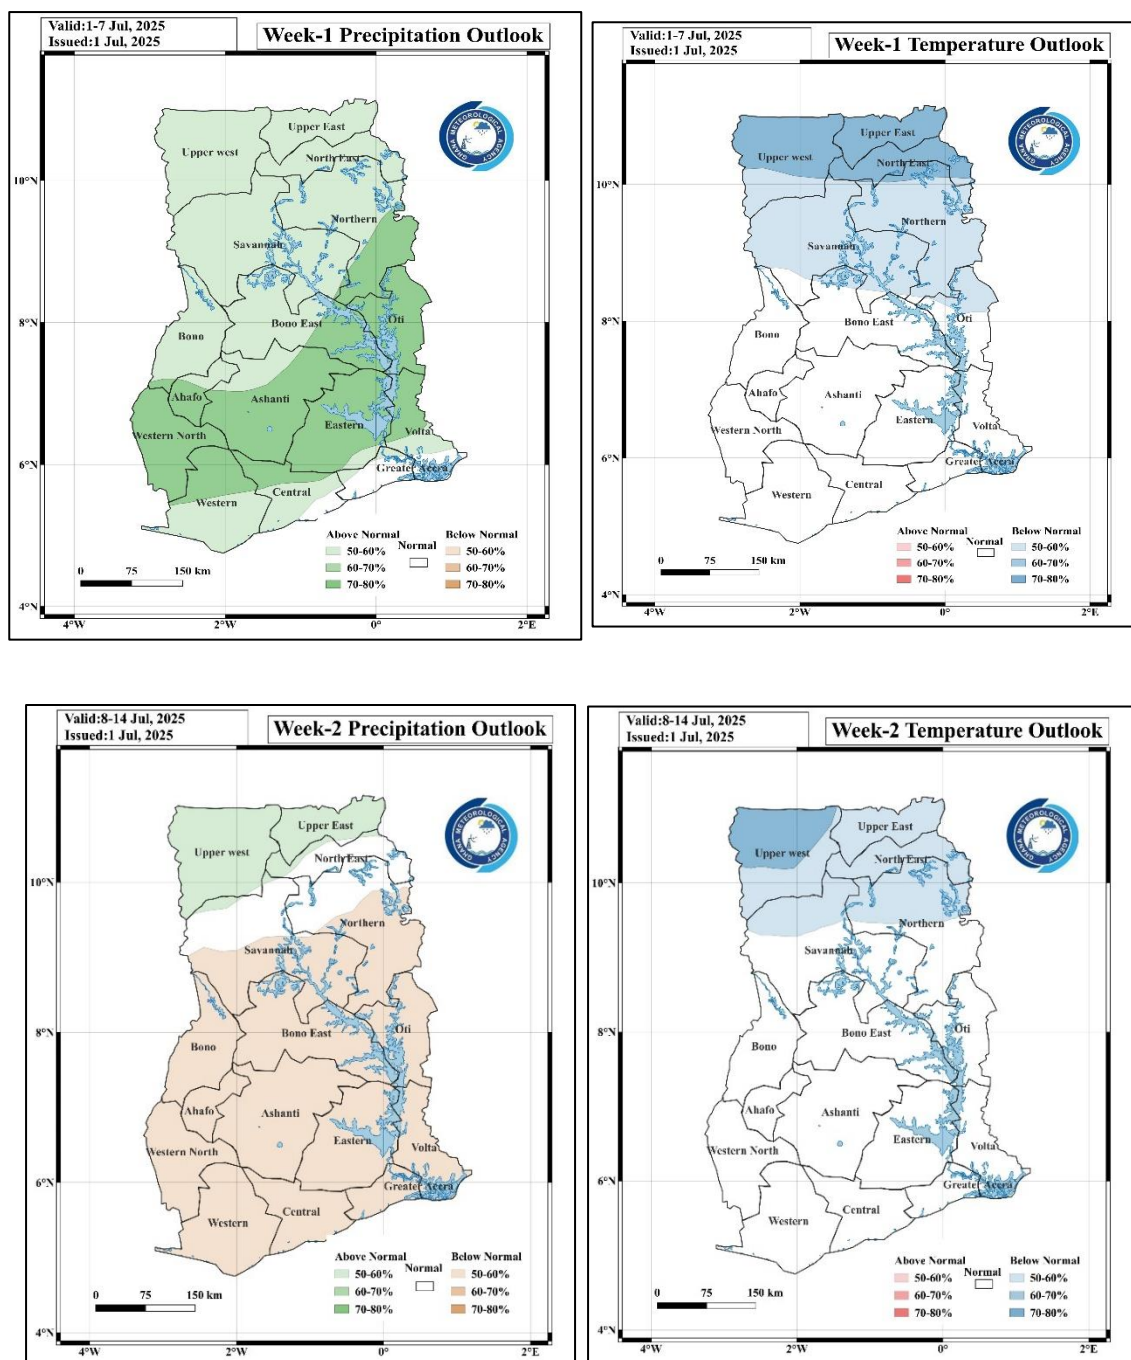 Valid:1-7 Jul, 2025
Issued:1 Jul, 2025
Week-1 Precipitation Outlook
GHANA METEOROLOGICAL AGENCY
Upper East
Upper west
North East
10°N
Northern
Savannah
8°N
Bono East
Oti
Bono
Ahafo
Ashanti
Eastern
Volta
Western North
6°N
Greater Accra
Central
Western
Above Normal
Below Normal
Normal
50-60%
50-60%
60-70%
60-70%
70-80%
70-80%
0 75 150 km
4°N
4°W 2°W 0° 2°E
Valid:1-7 Jul, 2025
Issued:1 Jul, 2025
Week-1 Temperature Outlook
GHANA METEOROLOGICAL AGENCY
Upper East
Upper west
North East
10°N
Northern
Savannah
8°N
Bono East
Oti
Bono
Ahafo
Ashanti
Eastern
Volta
Western North
6°N
Greater Accra
Central
Western
Above Normal
Below Normal
Normal
50-60%
50-60%
60-70%
60-70%
70-80%
70-80%
0 75 150 km
4°N
4°W 2°W 0° 2°E
Valid:8-14 Jul, 2025
Issued:1 Jul, 2025
Week-2 Precipitation Outlook
GHANA METEOROLOGICAL AGENCY
Upper East
Upper west
North East
10°N
Northern
Savannah
8°N
Bono East
Oti
Bono
Ahafo
Ashanti
Eastern
Volta
Western North
6°N
Greater Accra
Central
Western
Above Normal
Below Normal
Normal
50-60%
50-60%
60-70%
60-70%
70-80%
70-80%
0 75 150 km
4°N
4°W 2°W 0° 2°E
Valid:8-14 Jul, 2025
Issued:1 Jul, 2025
Week-2 Temperature Outlook
GHANA METEOROLOGICAL AGENCY
Upper East
Upper west
North East
10°N
Northern
Savannah
8°N
Bono East
Oti
Bono
Ahafo
Ashanti
Eastern
Volta
Western North
6°N
Greater Accra
Central
Western
Above Normal
Below Normal
Normal
50-60%
50-60%
60-70%
60-70%
70-80%
70-80%
0 75 150 km
4°N
4°W 2°W 0° 2°E